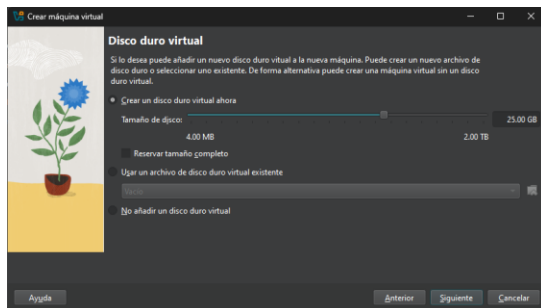 Crear máquina virtual
Disco duro virtual
Si lo desea puede añadir un nuevo disco duro vitual a la nueva máquina. Puede crear un nuevo archivo de
disco duro o seleccionar uno existente. De forma alternativa puede crear una máquina virtual sin un disco
duro virtual.
Crear un disco duro virtual ahora
Tamaño de disco:
25.00 GB
4.00 MB
2.00 TB
Reservar tamaño completo
Usar un archivo de disco duro virtual existente
Vacío
No añadir un disco duro virtual
Ayuda
Anterior
Siguiente
Cancelar